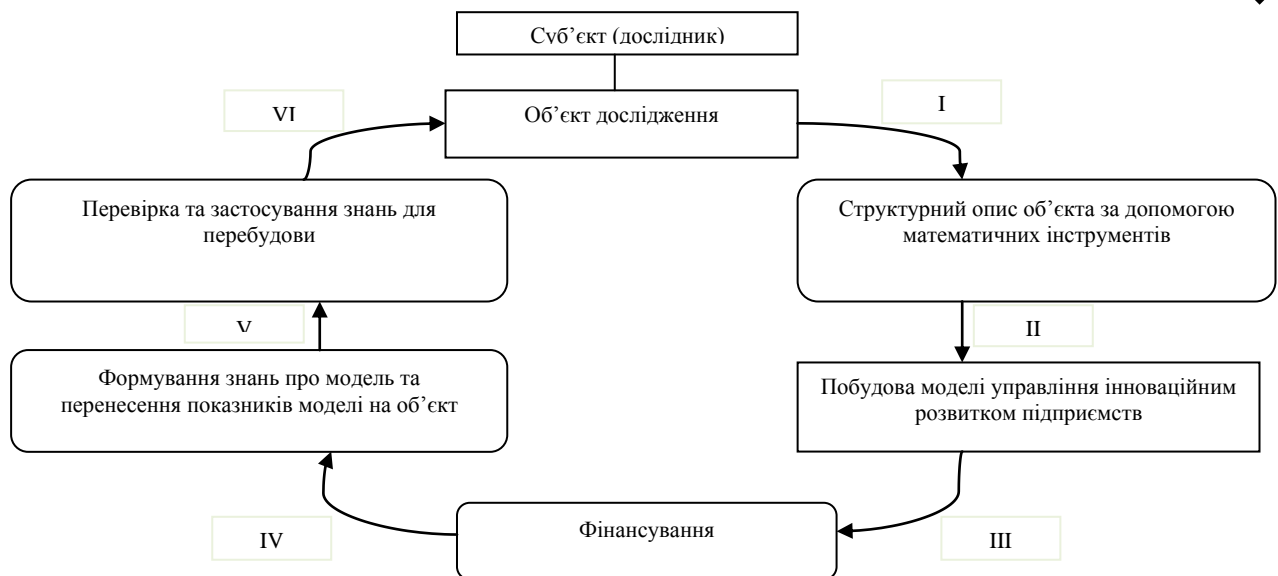 Суб’єкт (дослідник)
Об’єкт дослідження
VI
I
Перевірка та застосування знань для
перебудови
Структурний опис об’єкта за допомогою
математичних інструментів
V
II
Формування знань про модель та
перенесення показників моделі на об’єкт
Побудова моделі управління інноваційним
розвитком підприємств
Фінансування
IV
III